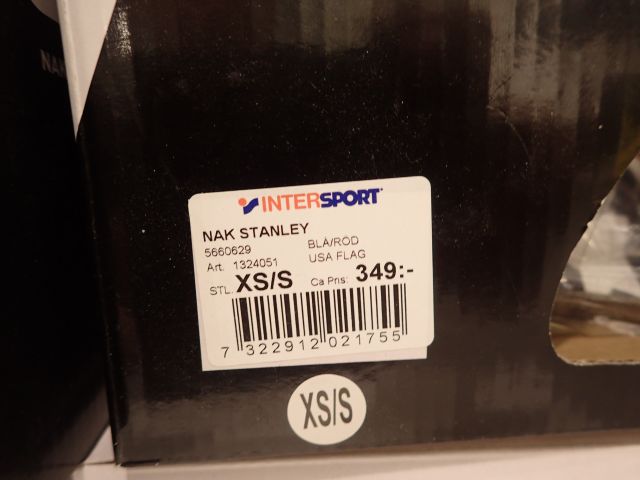 NAK
INTERSPORT
NAK STANLEY
5660629 BLÅ/RÖD
Art. 1324051 USA FLAG
STL. XS/S Ca Pris: 349:-
7 322912 021755
XS/S